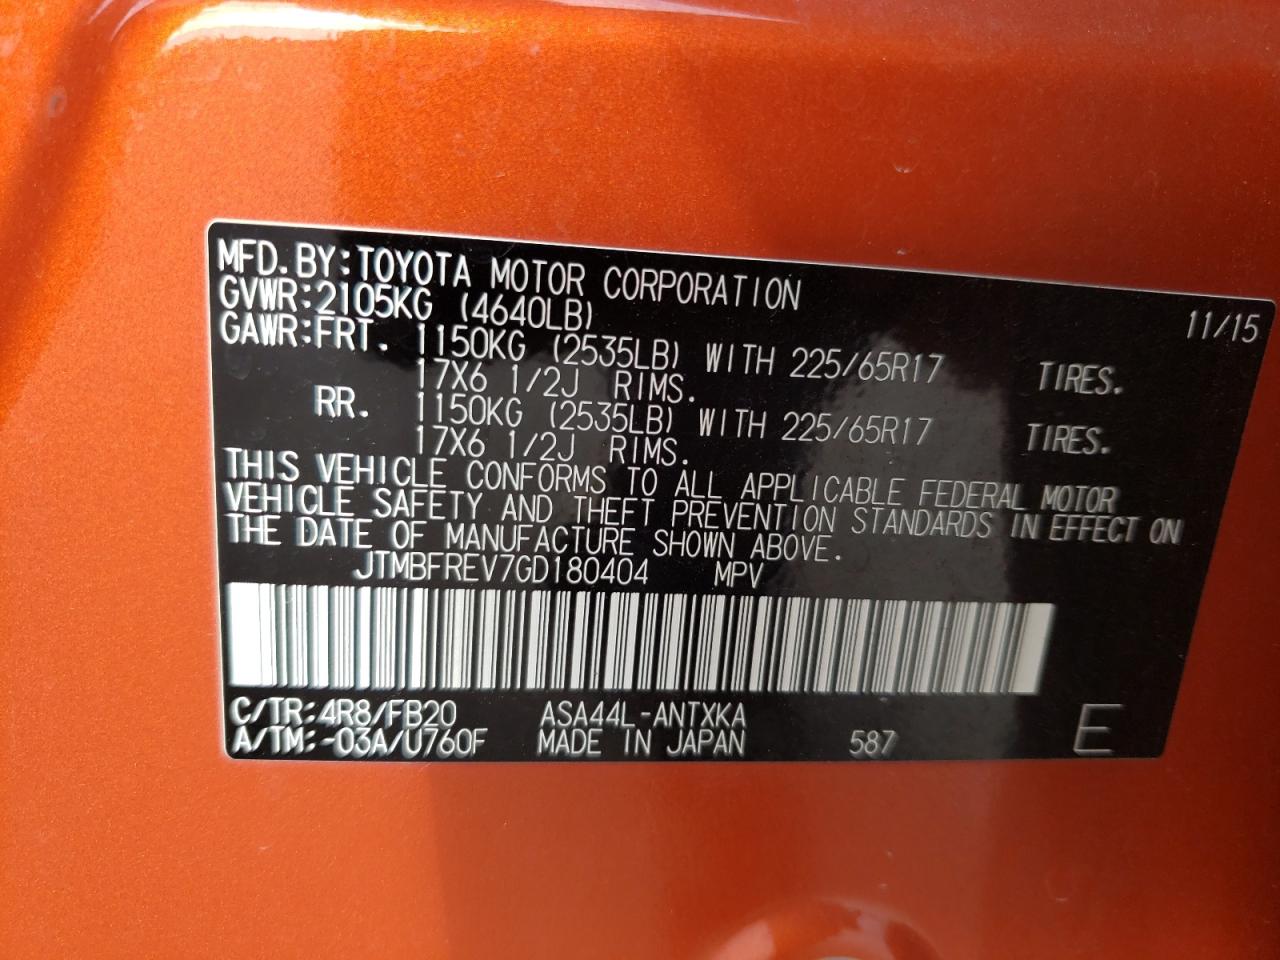 MFD.BY:TOYOTA MOTOR CORPORATION 11/15
GVWR:2105KG (4640LB)
GAWR:FRT. 1150KG (2535LB) WITH 225/65R17 TIRES.
17X6 1/2J RIMS.
RR. 1150KG (2535LB) WITH 225/65R17 TIRES.
17X6 1/2J RIMS.
THIS VEHICLE CONFORMS TO ALL APPLICABLE FEDERAL MOTOR
VEHICLE SAFETY AND THEFT PREVENTION STANDARDS IN EFFECT ON
THE DATE OF MANUFACTURE SHOWN ABOVE.
JTMBFREV7GD180404 MPV
C/TR:4R8/FB20 ASA44L-ANTXKA
A/TM:-03A/U760F MADE IN JAPAN 587 E